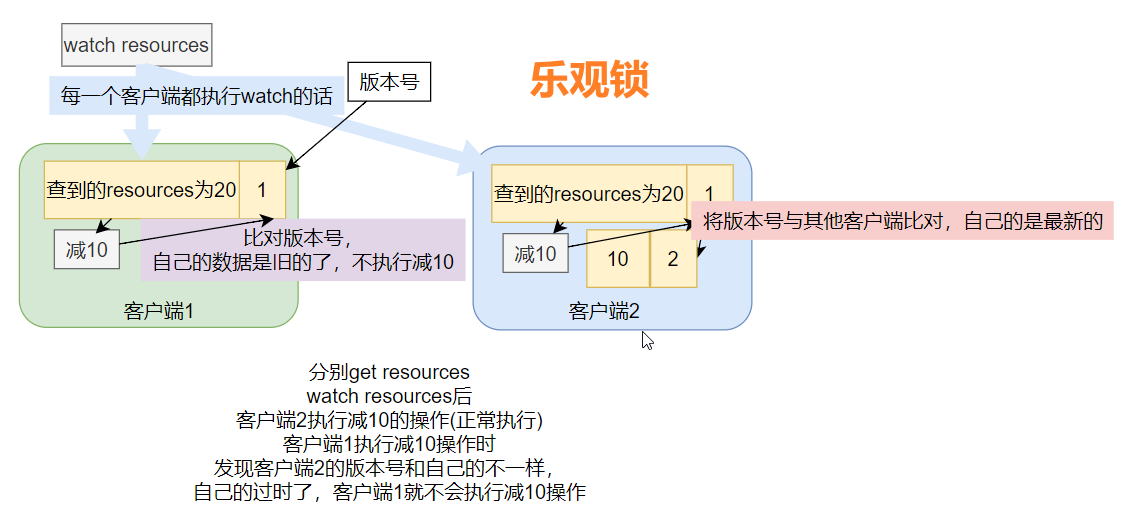 watch resources
乐观锁
版本号
每一个客户端都执行watch的话
查到的resources为20
1
减10
比对版本号，
自己的数据是旧的了，不执行减10
客户端1
查到的resources为20
1
将版本号与其他客户端比对，自己的是最新的
减10
10
2
客户端2
分别get resources
watch resources后
客户端2执行减10的操作(正常执行)
客户端1执行减10操作时
发现客户端2的版本号和自己的不一样，
自己的过时了，客户端1就不会执行减10操作